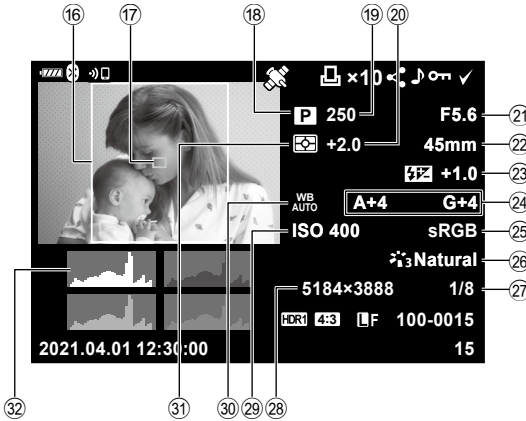 ⑯ ⑰ ⑱ ⑲ ⑳
×10
P 250 F5.6 ㉑
+2.0 45mm ㉒
+1.0 ㉓
WB AUTO A+4 G+4 ㉔
ISO 400 sRGB ㉕
3 Natural ㉖
5184×3888 1/8 ㉗
HDR1 4:3 LF 100-0015
2021.04.01 12:30:00 15
㉜ ㉛ ㉚ ㉙ ㉘